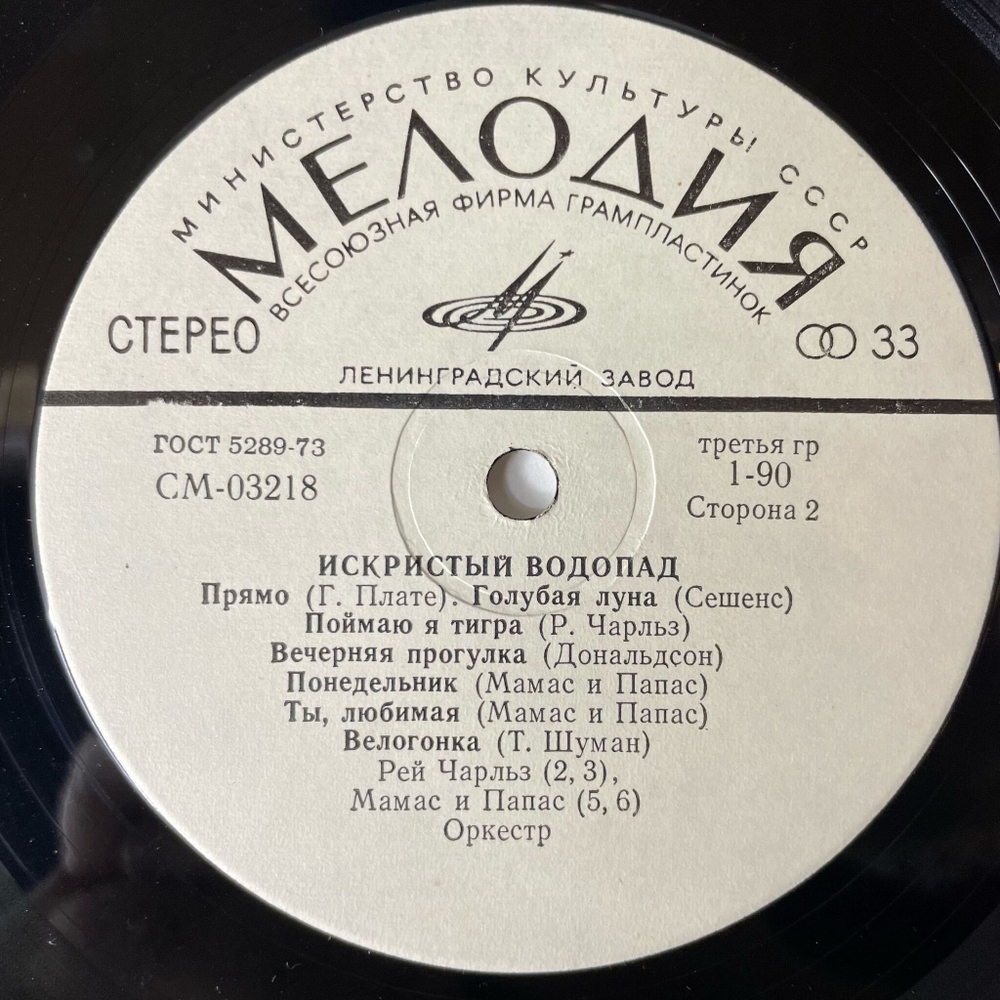 МИНИСТЕРСТВО КУЛЬТУРЫ СССР
МЕЛОДИЯ
ВСЕСОЮЗНАЯ ФИРМА ГРАМПЛАСТИНОК
СТЕРЕО
33
ЛЕНИНГРАДСКИЙ ЗАВОД
ГОСТ 5289-73
СМ-03218
третья гр
1-90
Сторона 2
ИСКРИСТЫЙ ВОДОПАД
Прямо (Г. Плате). Голубая луна (Сешенс)
Поймаю я тигра (Р. Чарльз)
Вечерняя прогулка (Дональдсон)
Понедельник (Мамас и Папас)
Ты, любимая (Мамас и Папас)
Велогонка (Т. Шуман)
Рей Чарльз (2, 3),
Мамас и Папас (5, 6)
Оркестр